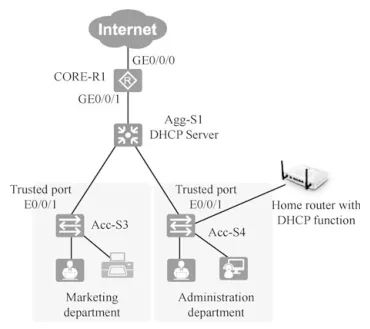 Internet
GE0/0/0
CORE-R1
R
GE0/0/1
Agg-S1
DHCP Server
Trusted port
E0/0/1
Trusted port
E0/0/1
Home router with
DHCP function
Acc-S3
Acc-S4
Marketing
department
Administration
department